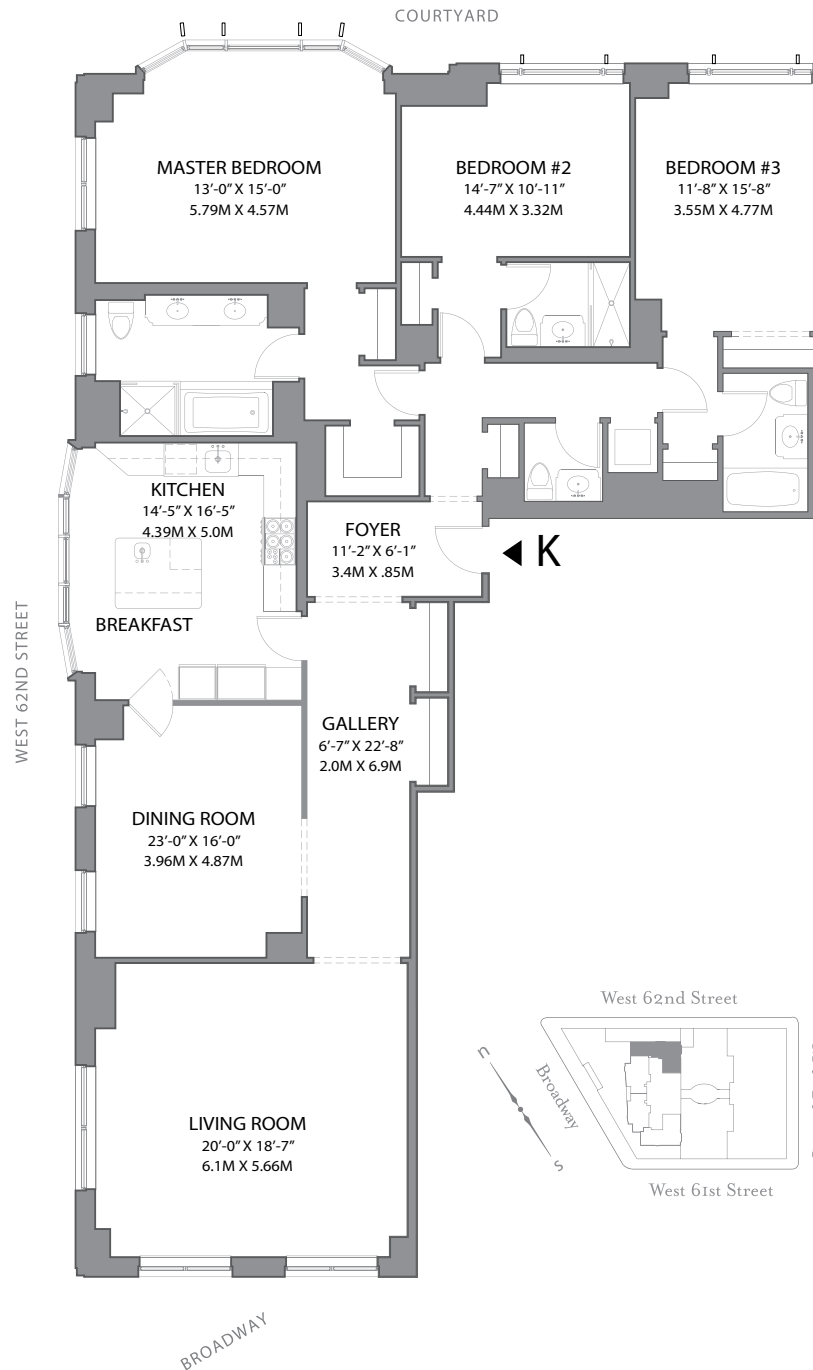 COURTYARD
MASTER BEDROOM
13'-0" X 15'-0"
5.79M X 4.57M
BEDROOM #2
14'-7" X 10'-11"
4.44M X 3.32M
BEDROOM #3
11'-8" X 15'-8"
3.55M X 4.77M
KITCHEN
14'-5" X 16'-5"
4.39M X 5.0M
FOYER
11'-2" X 6'-1"
3.4M X .85M
K
BREAKFAST
WEST 62ND STREET
GALLERY
6'-7" X 22'-8"
2.0M X 6.9M
DINING ROOM
23'-0" X 16'-0"
3.96M X 4.87M
LIVING ROOM
20'-0" X 18'-7"
6.1M X 5.66M
West 62nd Street
n
Broadway
s
West 61st Street
BROADWAY